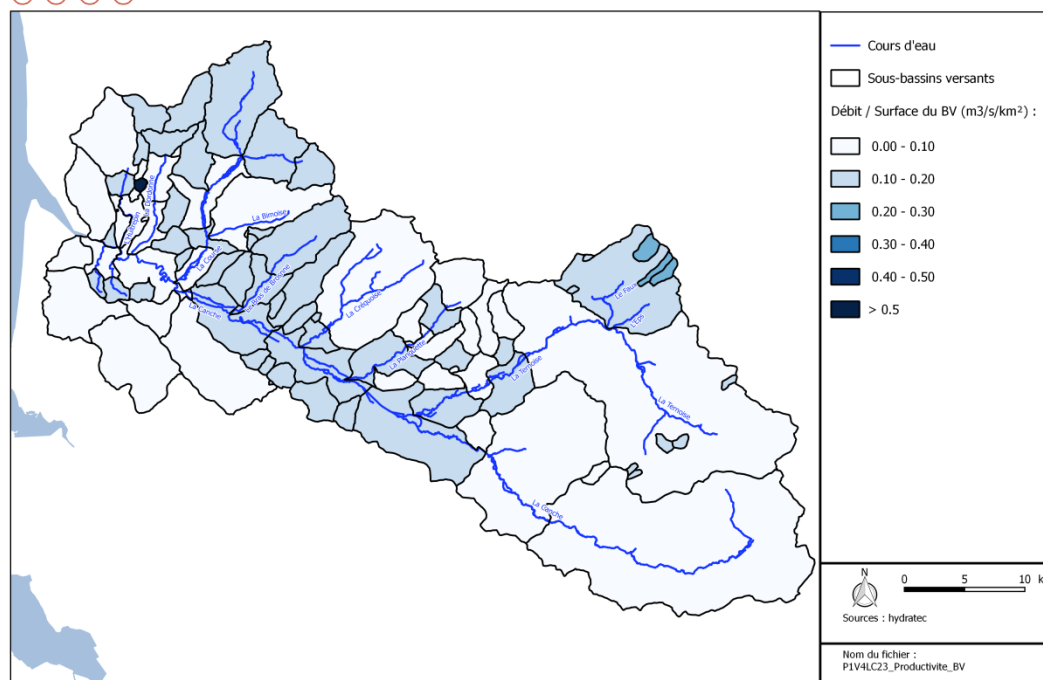 Cours d'eau
Sous-bassins versants
Débit / Surface du BV (m3/s/km²) :
0.00 - 0.10
0.10 - 0.20
0.20 - 0.30
0.30 - 0.40
0.40 - 0.50
> 0.5
La Bimoise
La Course
La Canche
La Créquoise
La Planquette
La Ternoise
Le Faux
L'Eps
La Ternoise
La Canche
N
0 5 10 k
Sources : hydratec
Nom du fichier :
P1V4LC23_Productivite_BV